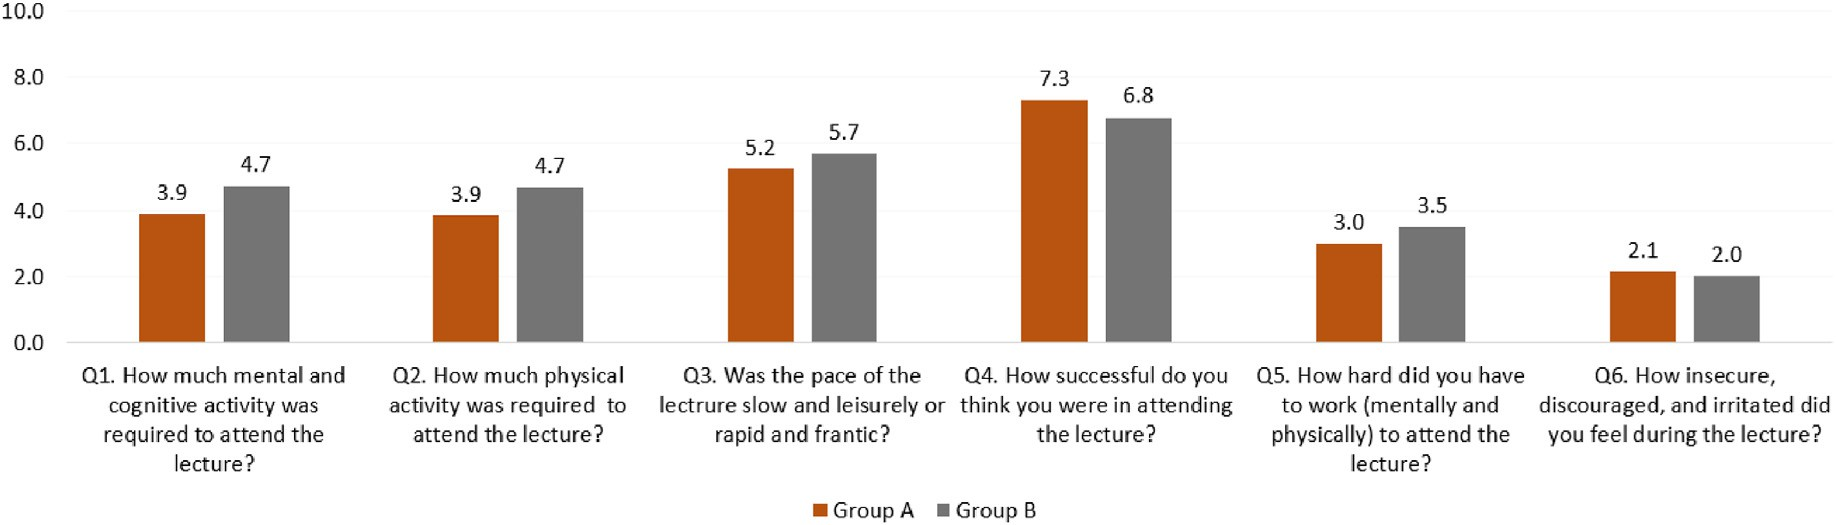 10.0
8.0
6.0
4.0
2.0
0.0
3.9
4.7
3.9
4.7
5.2
5.7
7.3
6.8
3.0
3.5
2.1
2.0
Q1. How much mental and
cognitive activity was
required to attend the
lecture?
Q2. How much physical
activity was required to
attend the lecture?
Q3. Was the pace of the
lectrure slow and leisurely or
rapid and frantic?
Q4. How successful do you
think you were in attending
the lecture?
Q5. How hard did you have
to work (mentally and
physically) to attend the
lecture?
Q6. How insecure,
discouraged, and irritated did
you feel during the lecture?
Group A
Group B